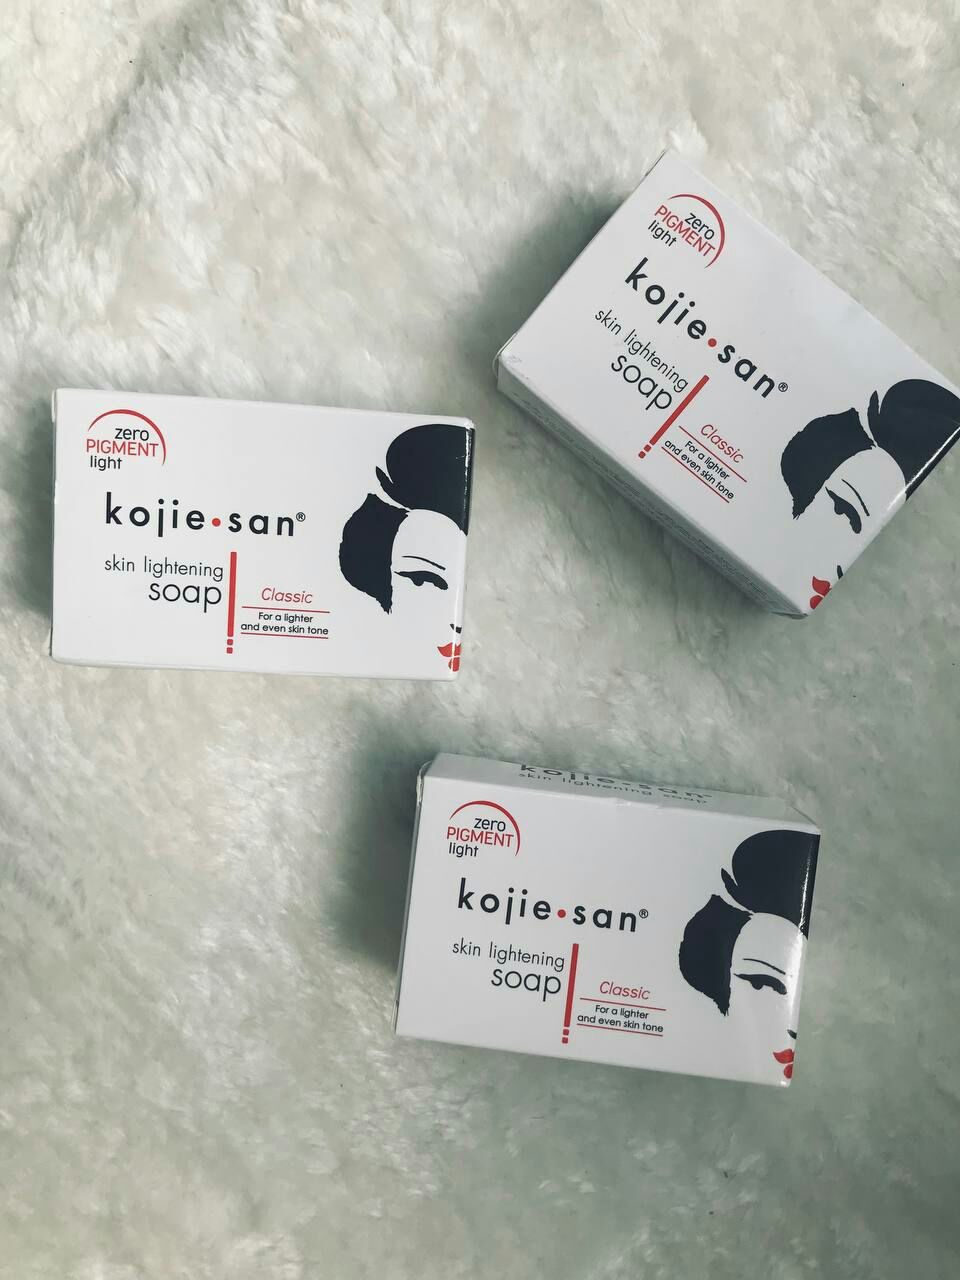 zero
PIGMENT
light
kojie•san®
skin lightening
soap
Classic
For a lighter
and even skin tone
zero
PIGMENT
light
kojie•san®
skin lightening
soap
Classic
For a lighter
and even skin tone
kojie•san
skin lightening soap
zero
PIGMENT
light
kojie•san®
skin lightening
soap
Classic
For a lighter
and even skin tone